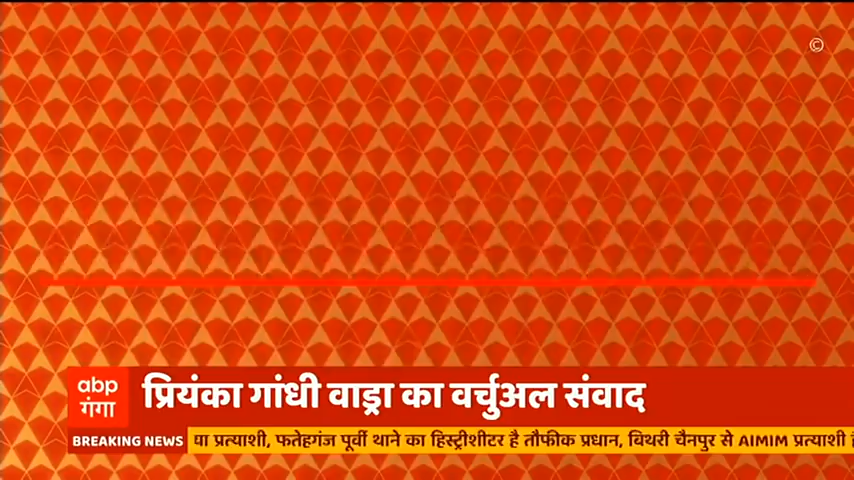 ©
abp
गंगा
प्रियंका गांधी वाड्रा का वर्चुअल संवाद
BREAKING NEWS
प्रत्याशी, फतेहगंज पूर्वी थाने का हिस्ट्रीशीटर है तौफीक प्रधान, बिथरी चैनपुर से AIMIM प्रत्याशी